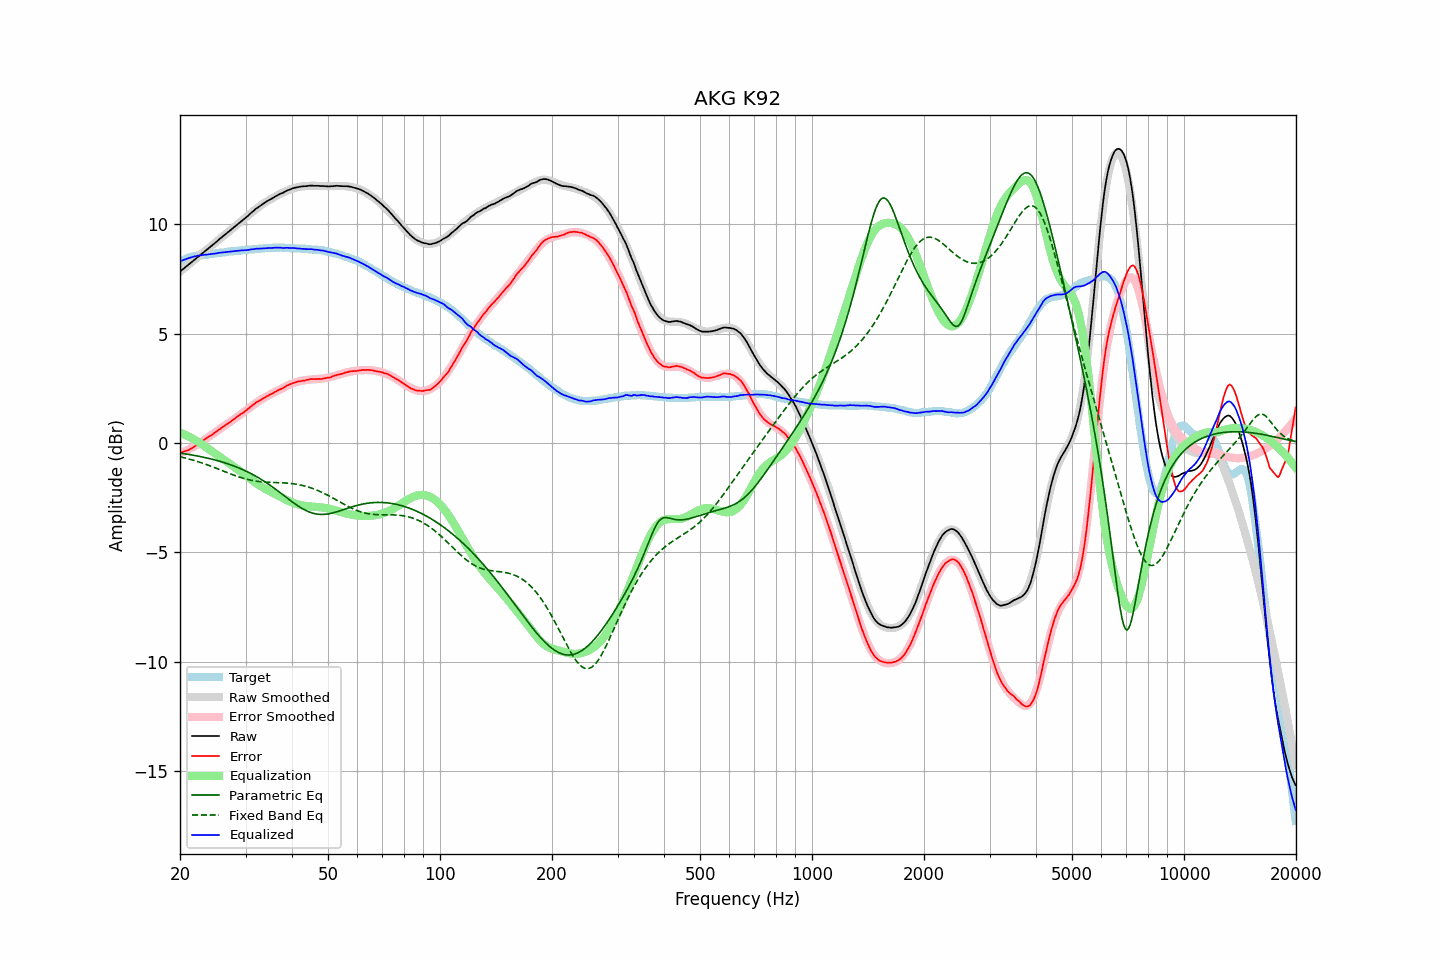 AKG K92
Amplitude (dBr)
10
5
0
−5
−10
−15
Target
Raw Smoothed
Error Smoothed
Raw
Error
Equalization
Parametric Eq
Fixed Band Eq
Equalized
20 50 100 200 500 1000 2000 5000 10000 20000
Frequency (Hz)